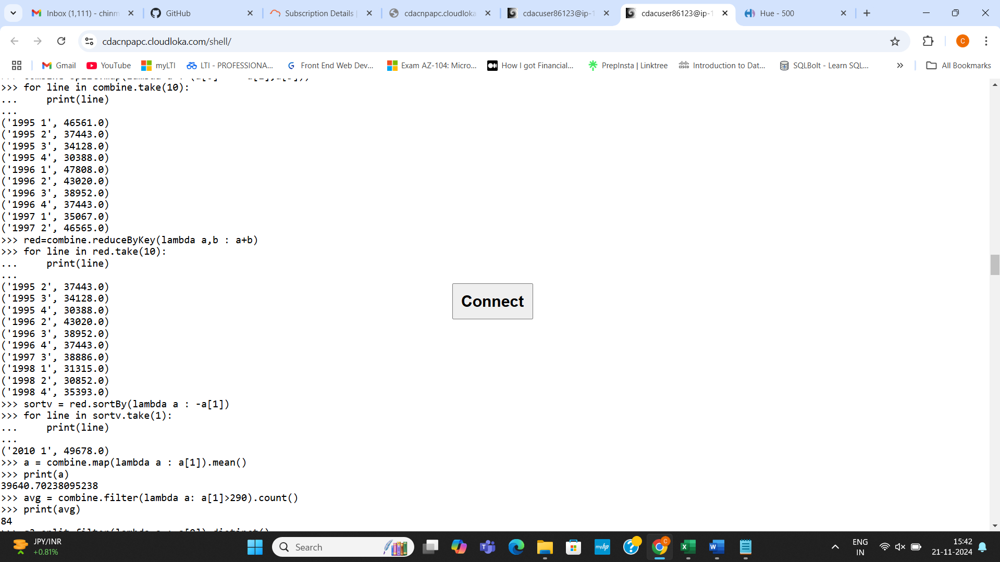 Inbox (1,111) - chinm
GitHub
Subscription Details
cdacnpapc.cloudloka
cdacuser86123@ip-1
cdacuser86123@ip-1
Hue - 500
cdacnpapc.cloudloka.com/shell/
C
Gmail
YouTube
myLTI
LTI - PROFESSIONA...
Front End Web Dev...
Exam AZ-104: Micro...
How I got Financial...
PrepInsta | Linktree
Introduction to Dat...
SQLBolt - Learn SQL...
All Bookmarks
>>> for line in combine.take(10):
...     print(line)
...
('1995 1', 46561.0)
('1995 2', 37443.0)
('1995 3', 34128.0)
('1995 4', 30388.0)
('1996 1', 47808.0)
('1996 2', 43020.0)
('1996 3', 38952.0)
('1996 4', 37443.0)
('1997 1', 35067.0)
('1997 2', 46565.0)
>>> red=combine.reduceByKey(lambda a,b : a+b)
>>> for line in red.take(10):
...     print(line)
...
('1995 2', 37443.0)
('1995 3', 34128.0)
('1995 4', 30388.0)
('1996 2', 43020.0)
('1996 3', 38952.0)
('1996 4', 37443.0)
('1997 3', 38886.0)
('1998 1', 31315.0)
('1998 2', 30852.0)
('1998 4', 35393.0)
>>> sortv = red.sortBy(lambda a : -a[1])
>>> for line in sortv.take(1):
...     print(line)
...
('2010 1', 49678.0)
>>> a = combine.map(lambda a : a[1]).mean()
>>> print(a)
39640.70238095238
>>> avg = combine.filter(lambda a: a[1]>290).count()
>>> print(avg)
84
Connect
JPY/INR
+0.81%
Search
myhp
ENG
IN
15:42
21-11-2024